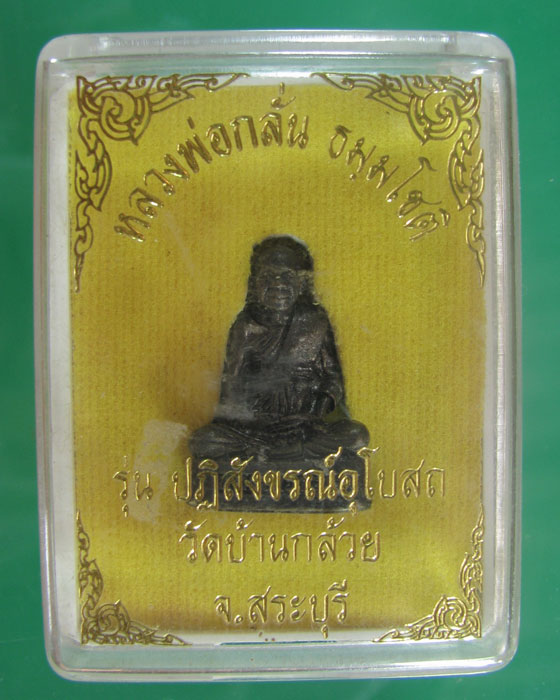 หลวงพ่อกลั่น ธมฺมโชติ
รุ่น ปฏิสังขรณ์อุโบสถ
วัดบ้านกล้วย
จ.สระบุรี